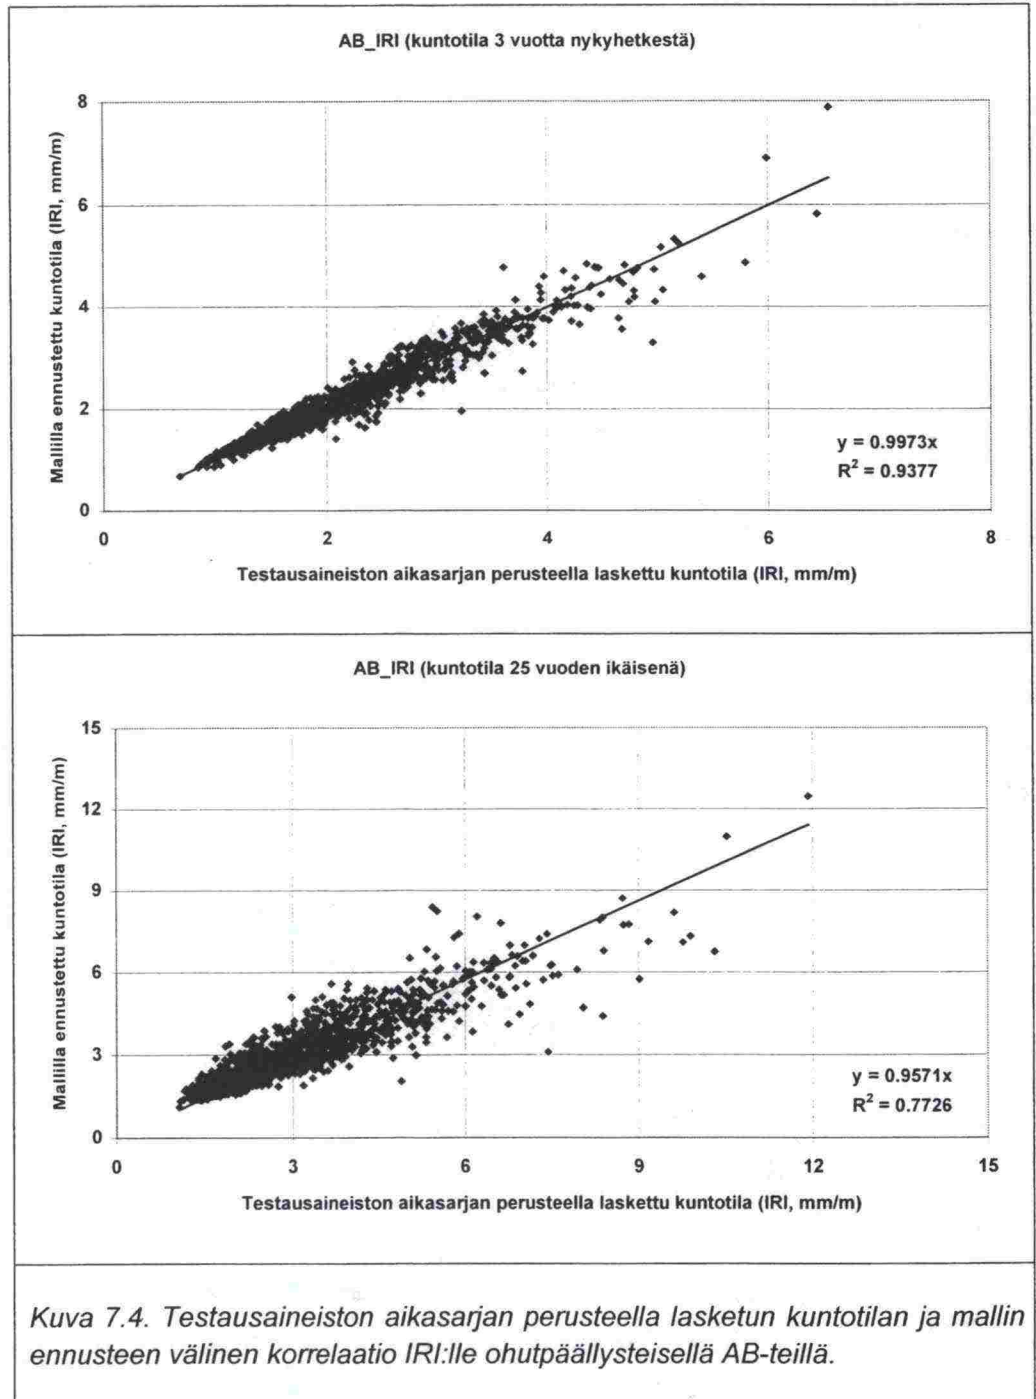 AB_IRI (kuntotila 3 vuotta nykyhetkestä)
Mallilla ennustettu kuntotila (IRI, mm/m)
8
6
4
2
0
y = 0.9973x
R² = 0.9377
0 2 4 6 8
Testausaineiston aikasarjan perusteella laskettu kuntotila (IRI, mm/m)
AB_IRI (kuntotila 25 vuoden ikäisenä)
Mallilla ennustettu kuntotila (IRI, mm/m)
15
12
9
6
3
0
y = 0.9571x
R² = 0.7726
0 3 6 9 12 15
Testausaineiston aikasarjan perusteella laskettu kuntotila (IRI, mm/m)
Kuva 7.4. Testausaineiston aikasarjan perusteella lasketun kuntotilan ja mallin
ennusteen välinen korrelaatio IRI:lle ohutpäällysteisellä AB-teillä.